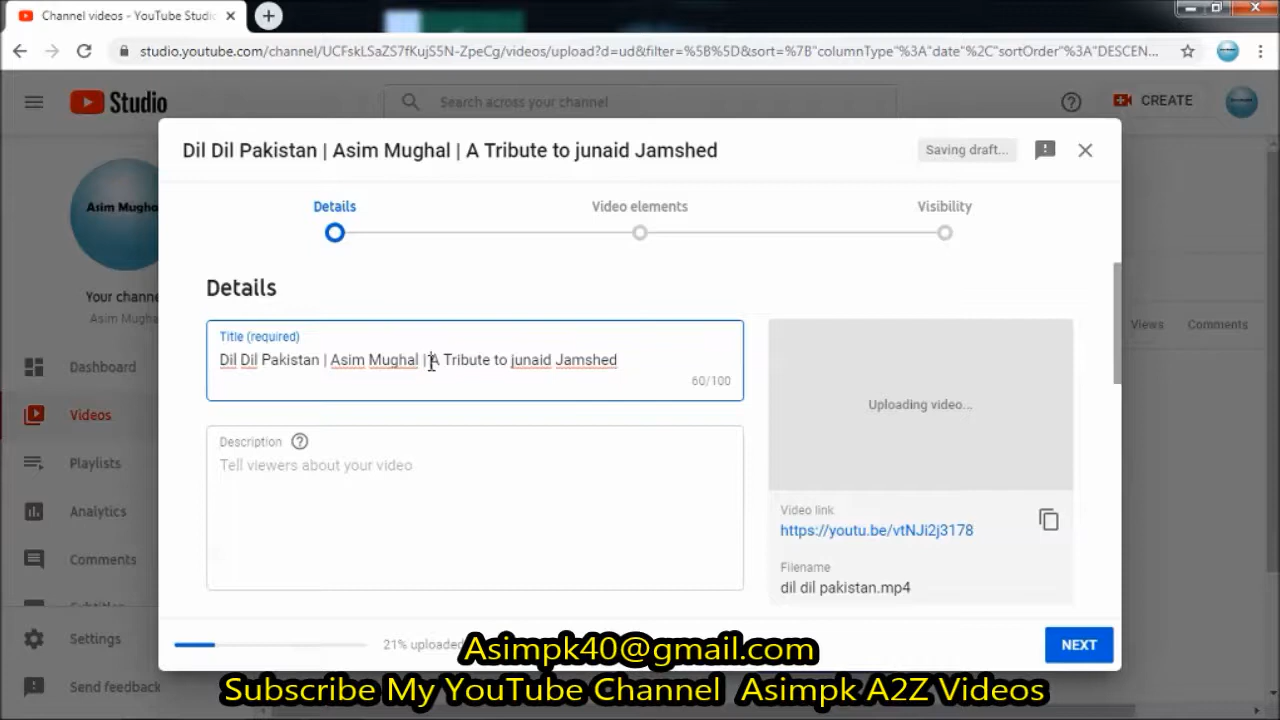 Channel videos - YouTube Studio
studio.youtube.com/channel/UCFskLSaZS7fKujS5N-ZpeCg/videos/upload?d=ud&filter=%5B%5D&sort=%7B"columnType"%3A"date"%2C"sortOrder"%3A"DESCEN...
Studio
Search across your channel
CREATE
Dil Dil Pakistan | Asim Mughal | A Tribute to junaid Jamshed
Saving draft...
Details
Video elements
Visibility
Asim Mugha
Your channe
Asim Mugha
Details
Title (required)
Dil Dil Pakistan | Asim Mughal | A Tribute to junaid Jamshed
60/100
Description
Tell viewers about your video
Uploading video...
Video link
https://youtu.be/vtNJi2j3178
Filename
dil dil pakistan.mp4
Views
Comments
Dashboard
Videos
Playlists
Analytics
Comments
Settings
Send feedback
21% uploaded
NEXT
Asimpk40@gmail.com
Subscribe My YouTube Channel Asimpk A2Z Videos